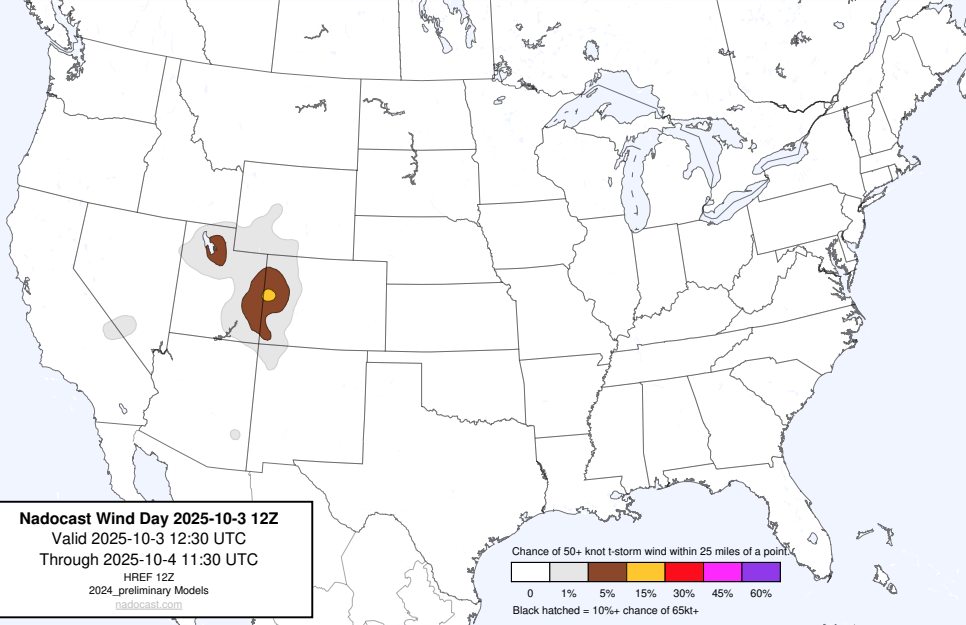 Nadocast Wind Day 2025-10-3 12Z
Valid 2025-10-3 12:30 UTC
Through 2025-10-4 11:30 UTC
HREF 12Z
2024_preliminary Models
nadocast.com
Chance of 50+ knot t-storm wind within 25 miles of a point.
0 1% 5% 15% 30% 45% 60%
Black hatched = 10%+ chance of 65kt+